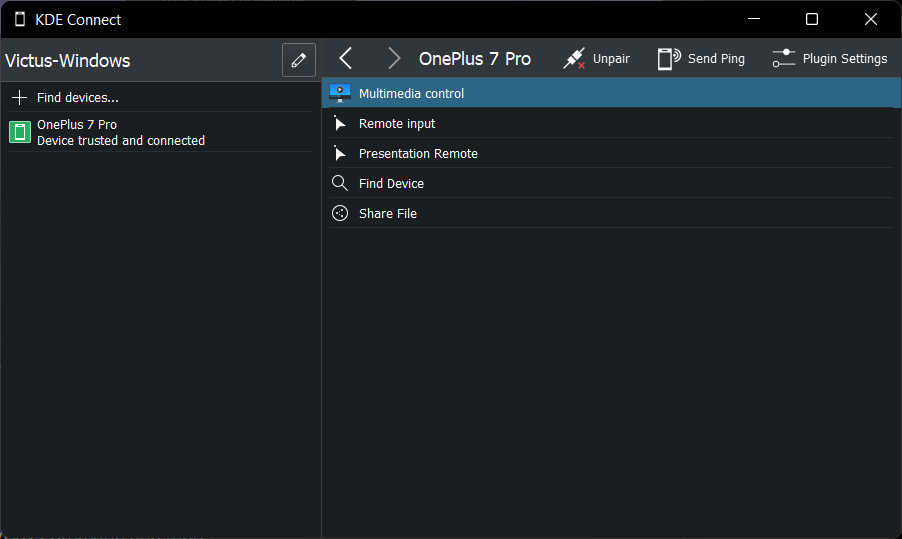 KDE Connect
Victus-Windows
Find devices...
OnePlus 7 Pro
Device trusted and connected
OnePlus 7 Pro
Unpair
Send Ping
Plugin Settings
Multimedia control
Remote input
Presentation Remote
Find Device
Share File